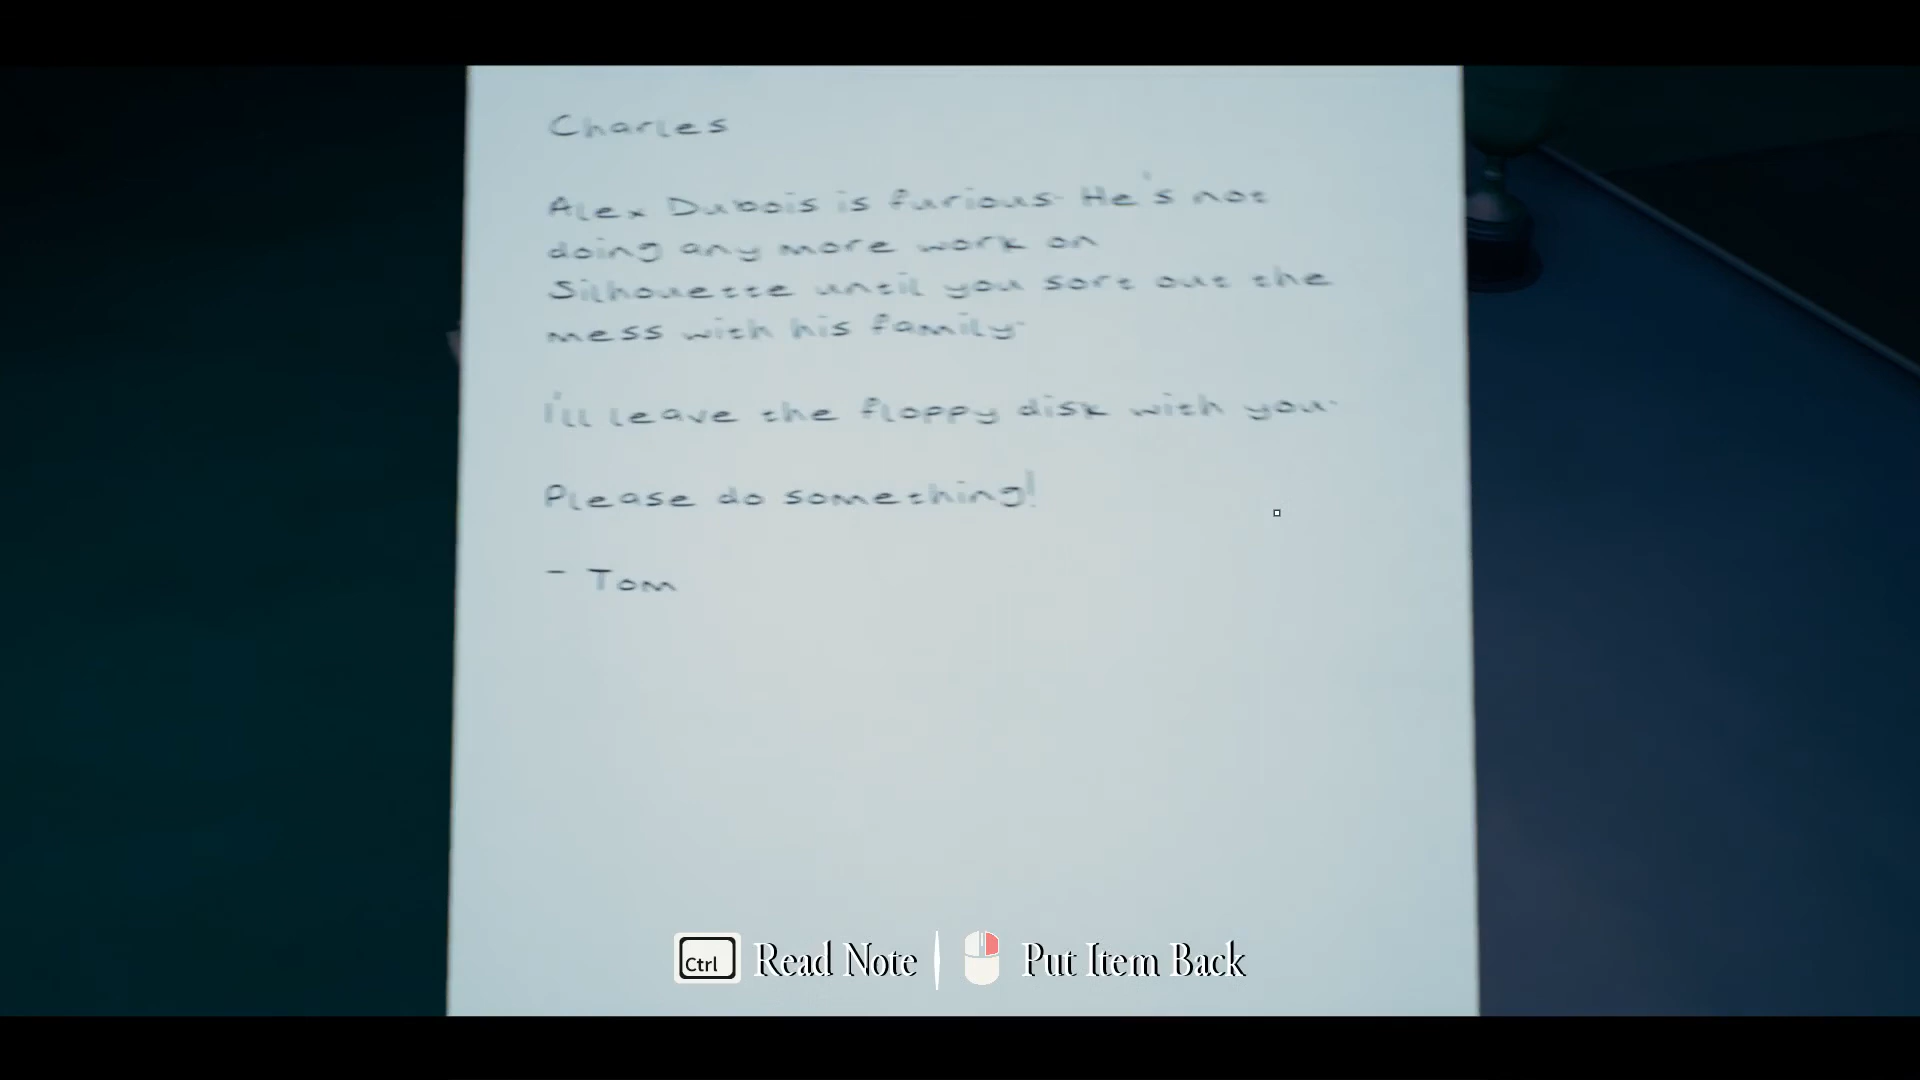 Charles
Alex Dubois is furious. He's not
doing any more work on
Silhouette until you sort out the
mess with his family.
I'll leave the floppy disk with you.
Please do something!
- Tom
Ctrl Read Note Put Item Back